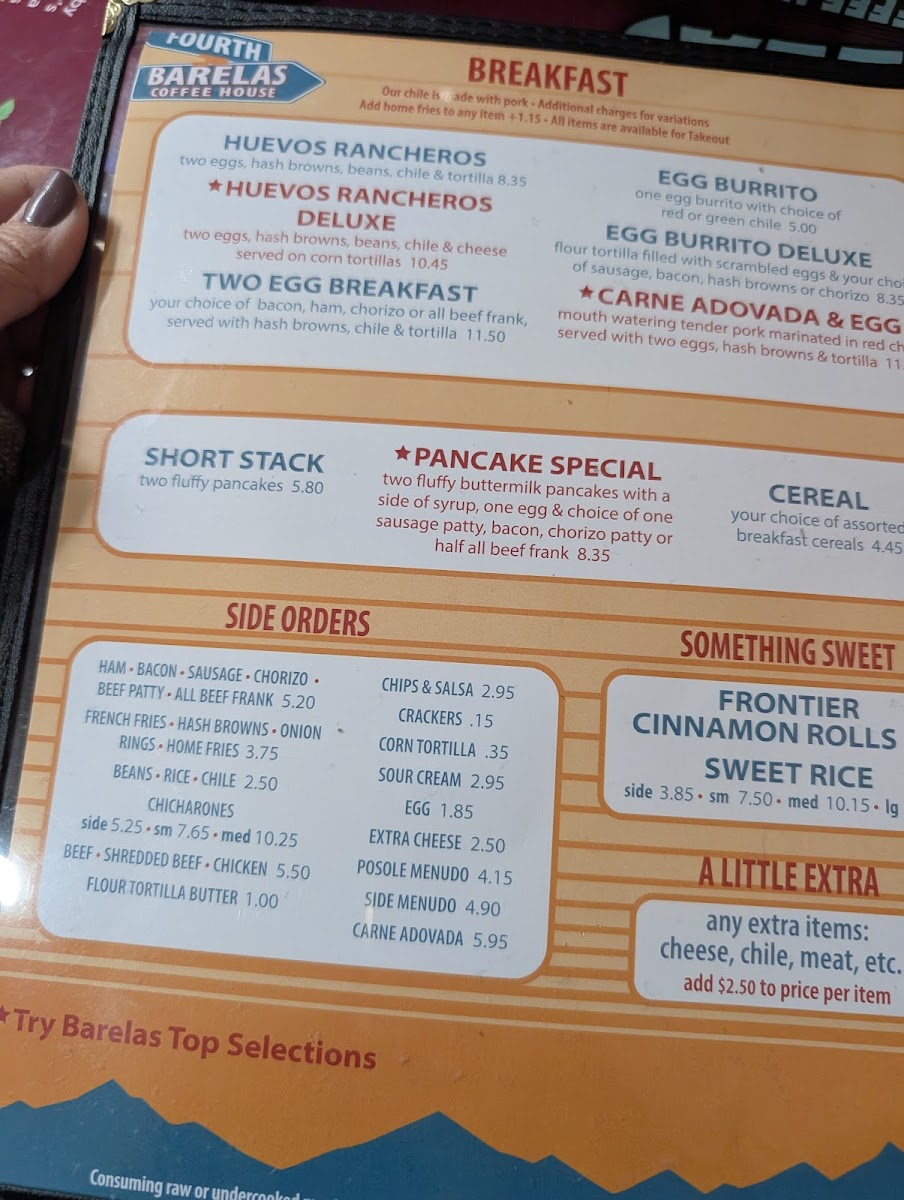 FOURTH
BARELAS
COFFEE HOUSE
BREAKFAST
Our chile is made with pork • Additional charges for variations
Add home fries to any item +1.15 • All items are available for Takeout
HUEVOS RANCHEROS
two eggs, hash browns, beans, chile & tortilla 8.35
★HUEVOS RANCHEROS
DELUXE
two eggs, hash browns, beans, chile & cheese
served on corn tortillas 10.45
TWO EGG BREAKFAST
your choice of bacon, ham, chorizo or all beef frank,
served with hash browns, chile & tortilla 11.50
EGG BURRITO
one egg burrito with choice of
red or green chile 5.00
EGG BURRITO DELUXE
flour tortilla filled with scrambled eggs & your
of sausage, bacon, hash browns or chorizo 8.35
★CARNE ADOVADA & EGG
mouth watering tender pork marinated in red
served with two eggs, hash browns & tortilla
SHORT STACK
two fluffy pancakes 5.80
★PANCAKE SPECIAL
two fluffy buttermilk pancakes with a
side of syrup, one egg & choice of one
sausage patty, bacon, chorizo patty or
half all beef frank 8.35
CEREAL
your choice of assorted
breakfast cereals 4.45
SIDE ORDERS
HAM • BACON • SAUSAGE • CHORIZO •
BEEF PATTY • ALL BEEF FRANK 5.20
FRENCH FRIES • HASH BROWNS • ONION
RINGS • HOME FRIES 3.75
BEANS • RICE • CHILE 2.50
CHICHARONES
side 5.25 • sm 7.65 • med 10.25
BEEF • SHREDDED BEEF • CHICKEN 5.50
FLOUR TORTILLA BUTTER 1.00
CHIPS & SALSA 2.95
CRACKERS .15
CORN TORTILLA .35
SOUR CREAM 2.95
EGG 1.85
EXTRA CHEESE 2.50
POSOLE MENUDO 4.15
SIDE MENUDO 4.90
CARNE ADOVADA 5.95
SOMETHING SWEET
FRONTIER
CINNAMON ROLLS
SWEET RICE
side 3.85 • sm 7.50 • med 10.15 • lg
A LITTLE EXTRA
any extra items:
cheese, chile, meat, etc.
add $2.50 to price per item
★Try Barelas Top Selections
Consuming raw or undercooked